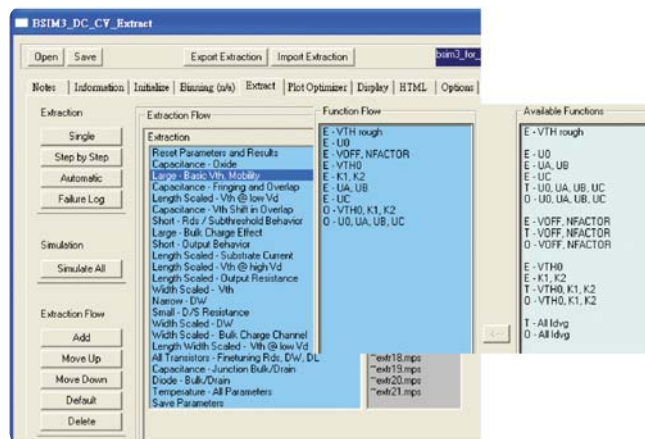 BSIM3_DC_CV_Extract
Open Save Export Extraction Import Extraction bsim3_for_
Notes Information Initialize Binning (n/a) Extract Plot Optimizer Display HTML Options
Extraction
Single
Step by Step
Automatic
Failure Log
Simulation
Simulate All
Extraction Flow
Add
Move Up
Move Down
Default
Delete
Extraction Flow
Extraction
Reset Parameters and Results
Capacitance - Oxide
Large - Basic Vth, Mobility
Capacitance - Fringing and Overlap
Length Scaled - Vth @ low Vd
Capacitance - Vth Shift in Overlap
Short - Rds / Subthreshold Behavior
Large - Bulk Charge Effect
Short - Output Behavior
Length Scaled - Substrate Current
Length Scaled - Vth @ high Vd
Length Scaled - Output Resistance
Width Scaled - Vth
Narrow - DW
Small - D/S Resistance
Width Scaled - DW
Width Scaled - Bulk Charge Channel
Length Width Scaled - Vth @ low Vd
All Transistors - Finetuning Rds, DW, DL
Capacitance - Junction Bulk/Drain
Diode - Bulk/Drain
Temperature - All Parameters
Save Parameters
~extr18.mps
~extr19.mps
~extr20.mps
~extr21.mps
Function Flow
E - VTH rough
E - U0
E - VOFF, NFACTOR
E - VTH0
E - K1, K2
E - UA, UB
E - UC
O - VTH0, K1, K2
O - U0, UA, UB, UC
<--
Available Functions
E - VTH rough
E - U0
E - UA, UB
E - UC
T - U0, UA, UB, UC
O - U0, UA, UB, UC
E - VOFF, NFACTOR
T - VOFF, NFACTOR
O - VOFF, NFACTOR
E - VTH0
E - K1, K2
T - VTH0, K1, K2
O - VTH0, K1, K2
T - All Idvg
O - All Idvg